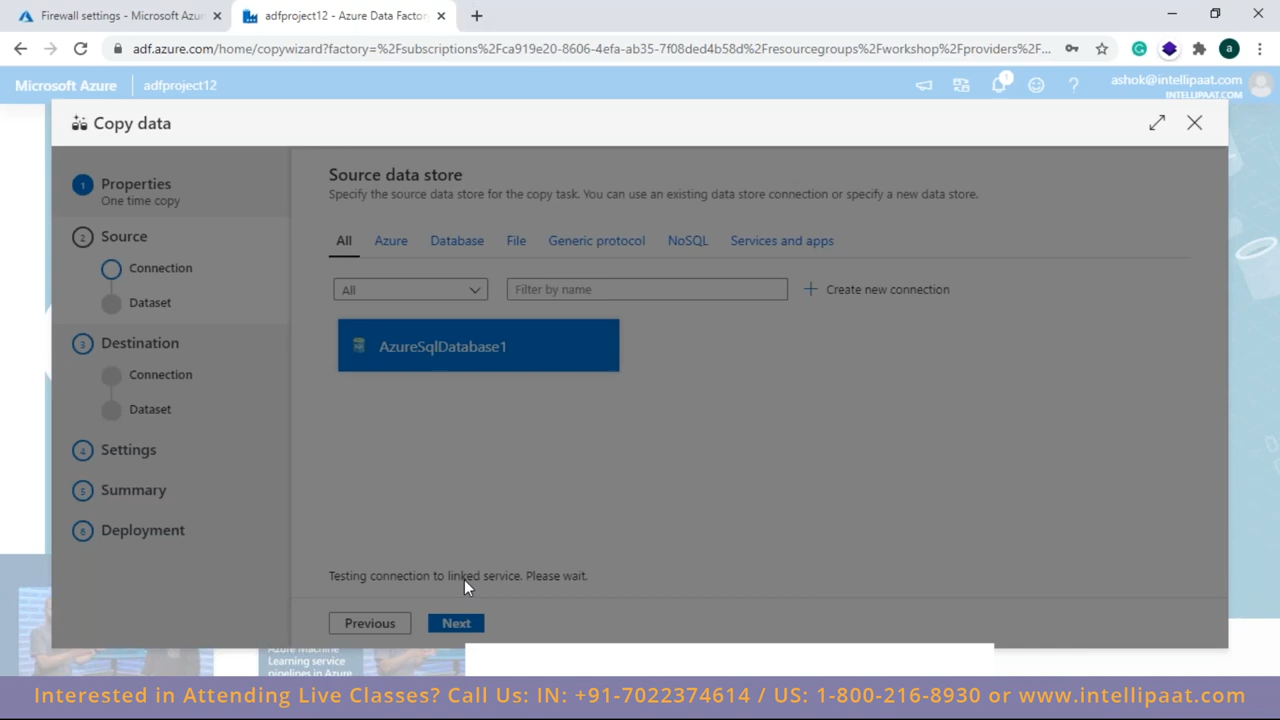 Firewall settings - Microsoft Azur
adfproject12 - Azure Data Factory
adf.azure.com/home/copywizard?factory=%2Fsubscriptions%2Fca919e20-8606-4efa-ab35-7f08ded4b58d%2Fresourcegroups%2Fworkshop%2Fproviders%2F...
a
Microsoft Azure
adfproject12
1
ashok@intellipaat.com
INTELLIPAAT.COM
Copy data
1 Properties
One time copy
2 Source
Connection
Dataset
3 Destination
Connection
Dataset
4 Settings
5 Summary
6 Deployment
Source data store
Specify the source data store for the copy task. You can use an existing data store connection or specify a new data store.
All Azure Database File Generic protocol NoSQL Services and apps
All Filter by name Create new connection
AzureSqlDatabase1
Testing connection to linked service. Please wait.
Previous Next
Azure Machine
Learning service
pipelines in Azure
Interested in Attending Live Classes? Call Us: IN: +91-7022374614 / US: 1-800-216-8930 or www.intellipaat.com